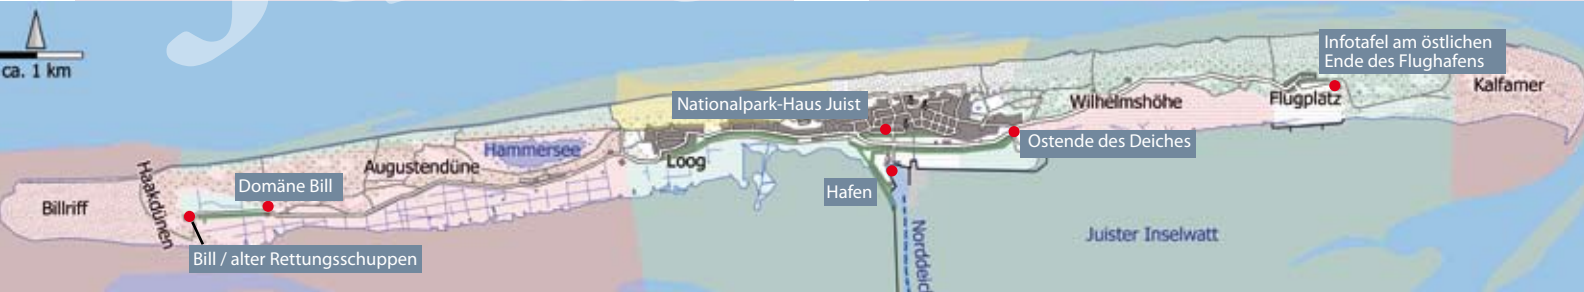 ca. 1 km
Billriff
Haakdünen
Bill / alter Rettungsschuppen
Domäne Bill
Augustendüne
Hammersee
Loog
Nationalpark-Haus Juist
Hafen
Norddeic
Ostende des Deiches
Wilhelmshöhe
Flugplatz
Infotafel am östlichen
Ende des Flughafens
Kalfamer
Juister Inselwatt